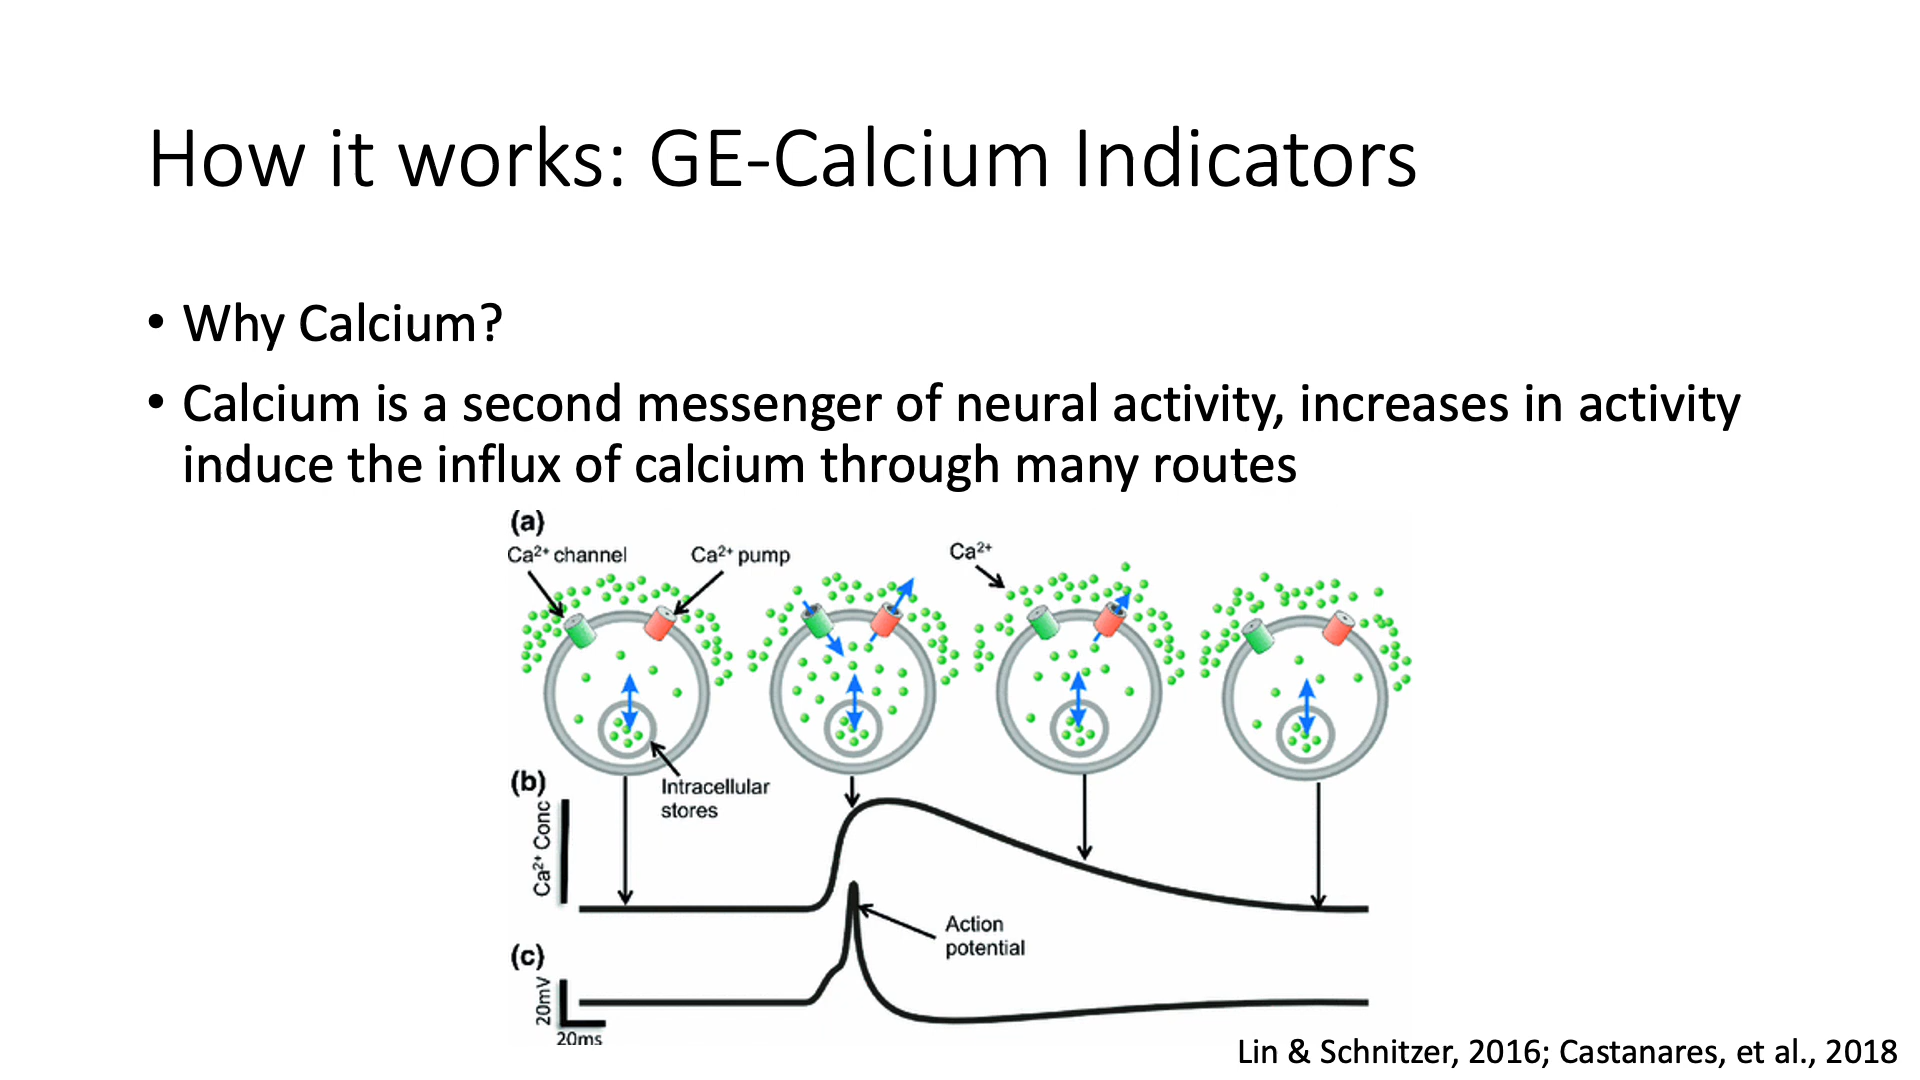 How it works: GE-Calcium Indicators
• Why Calcium?
• Calcium is a second messenger of neural activity, increases in activity
induce the influx of calcium through many routes
(a)
Ca²⁺ channel
Ca²⁺ pump
Ca²⁺
Intracellular
stores
(b)
Ca²⁺ Conc
Action
potential
(c)
20mV
20ms
Lin & Schnitzer, 2016; Castanares, et al., 2018